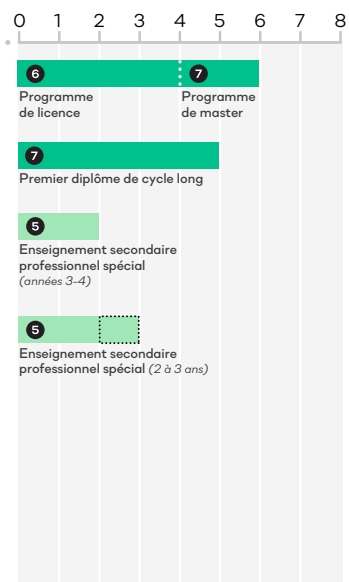 0 1 2 3 4 5 6 7 8
6 7
Programme Programme
de licence de master
7
Premier diplôme de cycle long
5
Enseignement secondaire
professionnel spécial
(années 3-4)
5
Enseignement secondaire
professionnel spécial (2 à 3 ans)